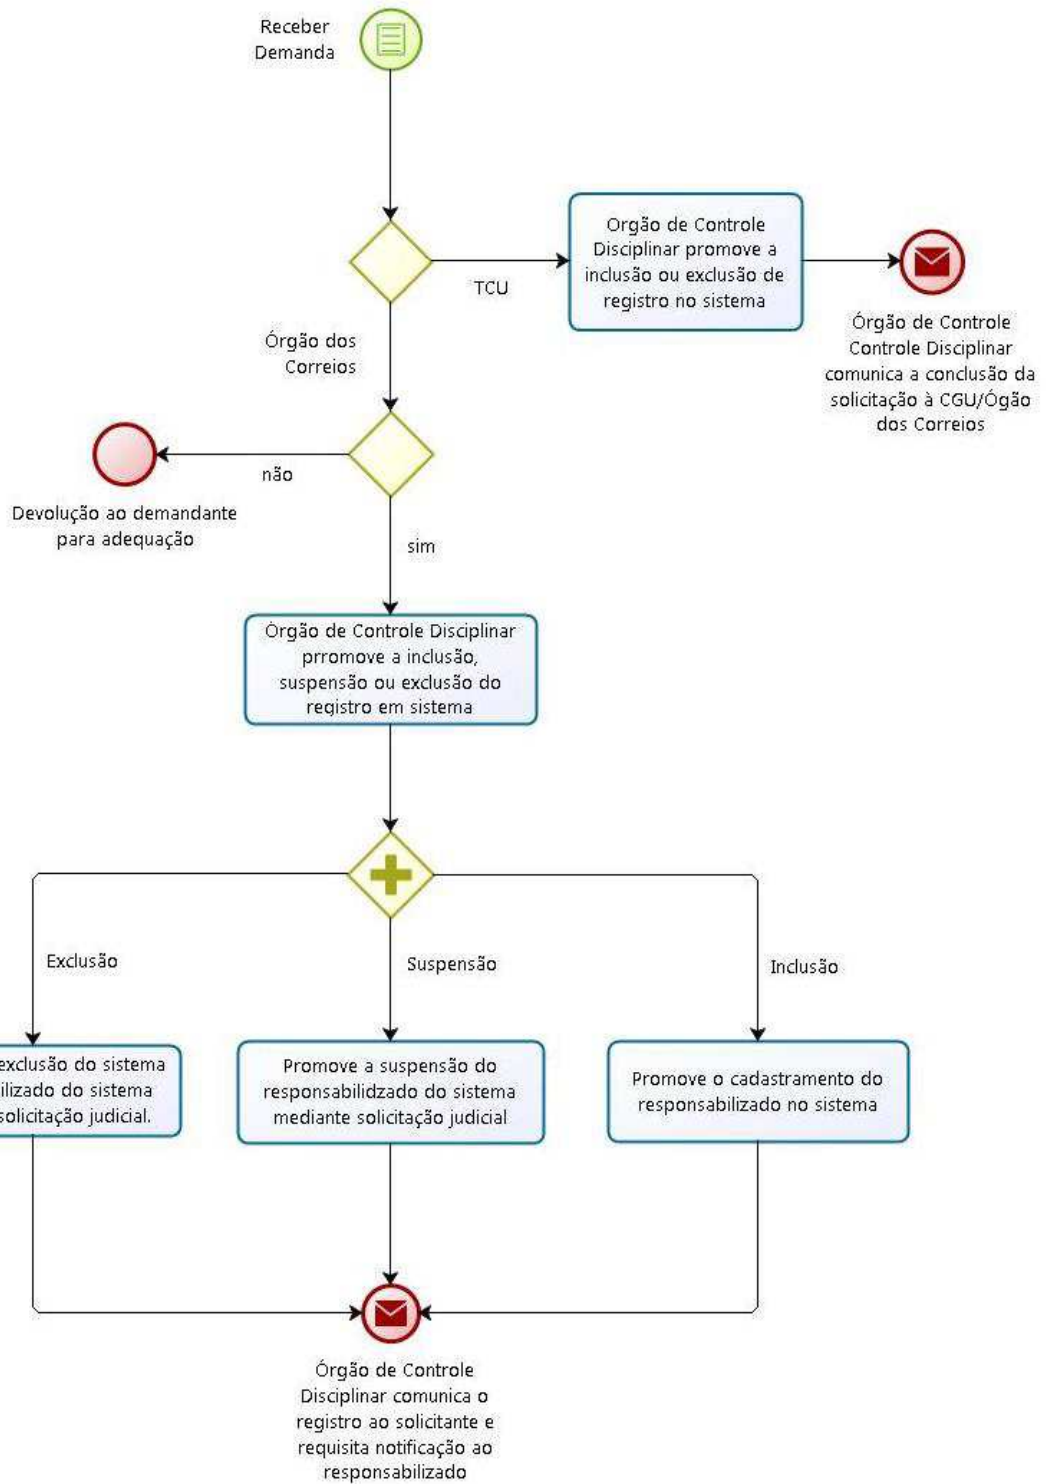 Receber
Demanda
Orgão de Controle
Disciplinar promove a
inclusão ou exclusão de
registro no sistema
TCU
Órgão de Controle
Controle Disciplinar
comunica a conclusão da
solicitação à CGU/Ógão
dos Correios
Órgão dos
Correios
não
Devolução ao demandante
para adequação
sim
Órgão de Controle Disciplinar
prromove a inclusão,
suspensão ou exclusão do
registro em sistema
Exclusão
Suspensão
Inclusão
exclusão do sistema
ilizado do sistema
solicitação judicial.
Promove a suspensão do
responsabilidzado do sistema
mediante solicitação judicial
Promove o cadastramento do
responsabilizado no sistema
Órgão de Controle
Disciplinar comunica o
registro ao solicitante e
requisita notificação ao
responsabilizado